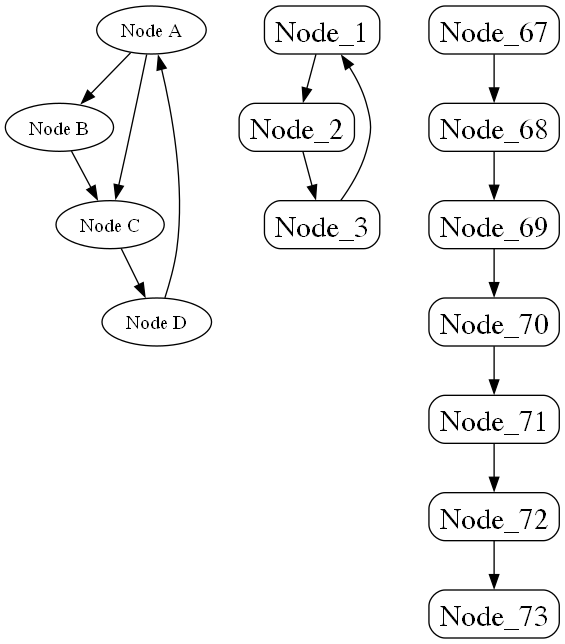 Node A
Node B
Node C
Node D
Node_1
Node_2
Node_3
Node_67
Node_68
Node_69
Node_70
Node_71
Node_72
Node_73